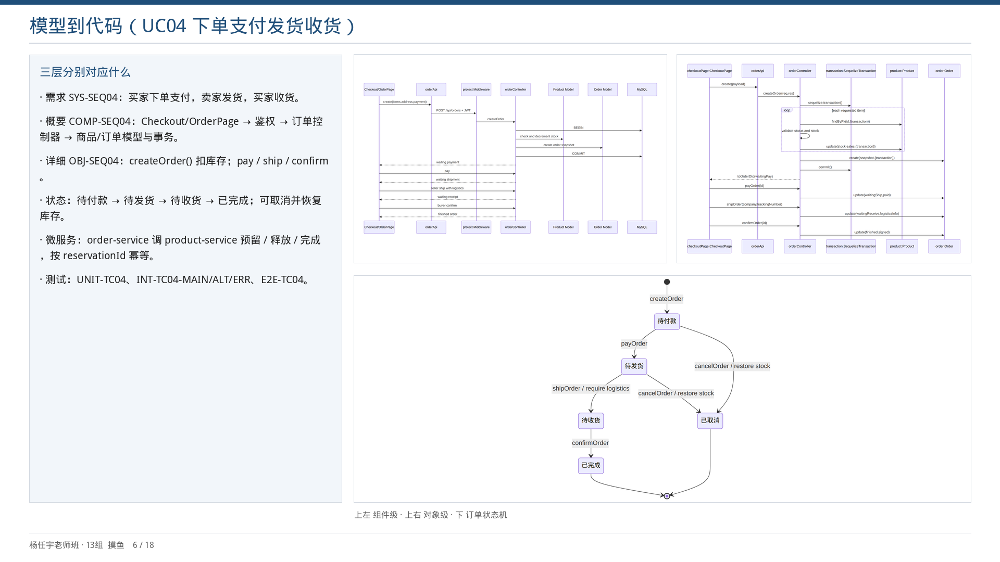 模型到代码（UC04 下单支付发货收货）
三层分别对应什么
· 需求 SYS-SEQ04：买家下单支付，卖家发货，买家收货。
· 概要 COMP-SEQ04：Checkout/OrderPage → 鉴权 → 订单控
制器 → 商品/订单模型与事务。
· 详细 OBJ-SEQ04：createOrder() 扣库存；pay / ship / confirm
。
· 状态：待付款 → 待发货 → 待收货 → 已完成；可取消并恢复
库存。
· 微服务：order-service 调 product-service 预留 / 释放 / 完成
，按 reservationId 幂等。
· 测试：UNIT-TC04、INT-TC04-MAIN/ALT/ERR、E2E-TC04。
Checkout/OrderPage orderApi protect Middleware orderController Product Model Order Model MySQL
create(items,address,payment)
POST /api/orders + JWT
createOrder
BEGIN
check and decrement stock
create order snapshot
COMMIT
waiting payment
pay
waiting shipment
seller ship with logistics
waiting receipt
buyer confirm
finished order
Checkout/OrderPage orderApi protect Middleware orderController Product Model Order Model MySQL
checkoutPage:CheckoutPage orderApi orderController transaction:SequelizeTransaction product:Product order:Order
create(payload)
createOrder(req,res)
sequelize.transaction()
loop [each requested item]
findByPk(id,{transaction})
validate status and stock
update(stock-sales,{transaction})
create(snapshot,{transaction})
commit()
toOrderDto(waitingPay)
payOrder(id)
update(waitingShip,paid)
shipOrder(company,trackingNumber)
update(waitingReceive,logisticsInfo)
confirmOrder(id)
update(finished,signed)
checkoutPage:CheckoutPage orderApi orderController transaction:SequelizeTransaction product:Product order:Order
createOrder
待付款
payOrder
待发货
cancelOrder / restore stock
shipOrder / require logistics
cancelOrder / restore stock
待收货
已取消
confirmOrder
已完成
上左 组件级 · 上右 对象级 · 下 订单状态机
杨任宇老师班 · 13组 摸鱼 6 / 18